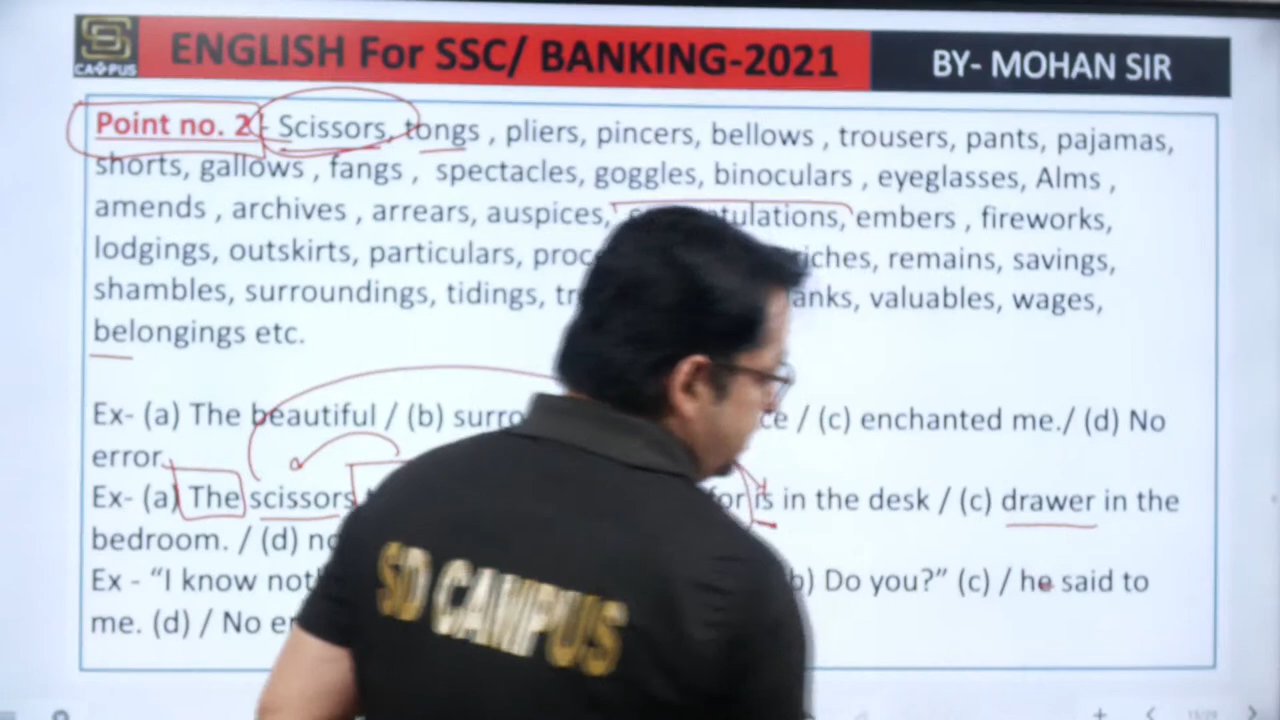 CAMPUS
ENGLISH For SSC/ BANKING-2021
BY- MOHAN SIR
Point no. 2- Scissors, tongs , pliers, pincers, bellows , trousers, pants, pajamas,
shorts, gallows , fangs , spectacles, goggles, binoculars , eyeglasses, Alms ,
amends , archives , arrears, auspices, embers , fireworks,
lodgings, outskirts, particulars, riches, remains, savings,
shambles, surroundings, tidings, valuables, wages,
belongings etc.
Ex- (a) The beautiful / (b) / (c) enchanted me./ (d) No
error.
Ex- (a) The scissors for is in the desk / (c) drawer in the
bedroom. / (d)
Ex - “I know b) Do you?” (c) / he said to
me. (d) / No
SD CAMPUS